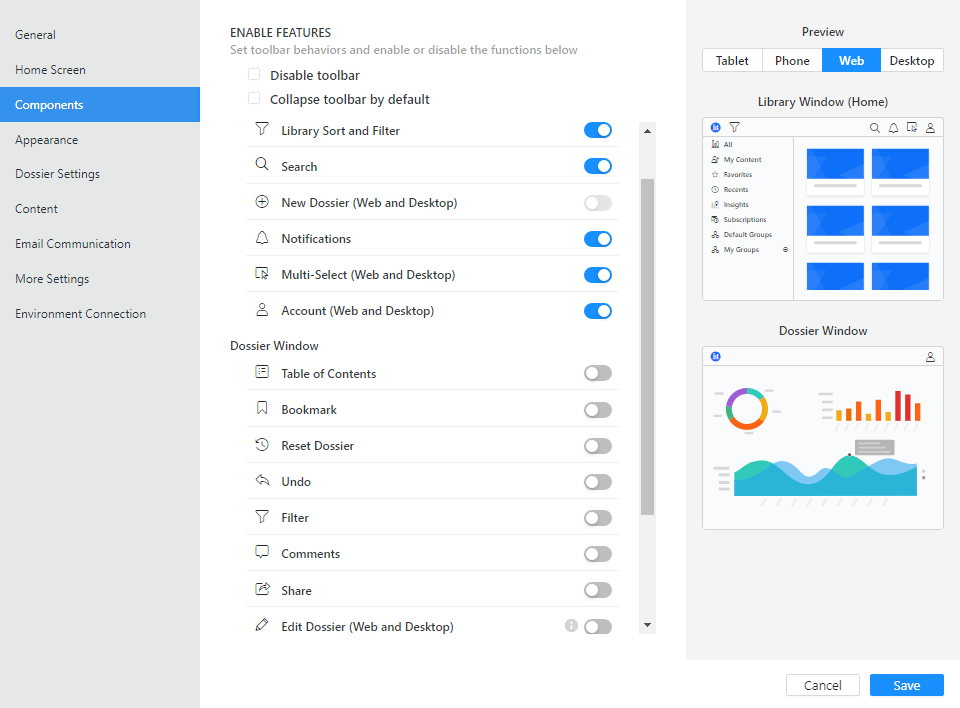 General
Home Screen
Components
Appearance
Dossier Settings
Content
Email Communication
More Settings
Environment Connection
ENABLE FEATURES
Set toolbar behaviors and enable or disable the functions below
Disable toolbar
Collapse toolbar by default
Library Sort and Filter
Search
New Dossier (Web and Desktop)
Notifications
Multi-Select (Web and Desktop)
Account (Web and Desktop)
Dossier Window
Table of Contents
Bookmark
Reset Dossier
Undo
Filter
Comments
Share
Edit Dossier (Web and Desktop)
Preview
Tablet Phone Web Desktop
Library Window (Home)
All
My Content
Favorites
Recents
Insights
Subscriptions
Default Groups
My Groups
Dossier Window
Cancel Save